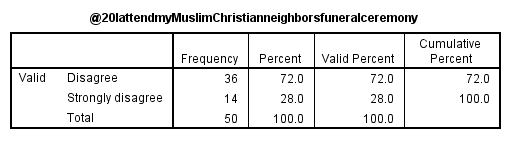 @20IattendmyMuslimChristianneighborsfuneralceremony
Frequency Percent Valid Percent Cumulative Percent
Valid Disagree 36 72.0 72.0 72.0
Strongly disagree 14 28.0 28.0 100.0
Total 50 100.0 100.0